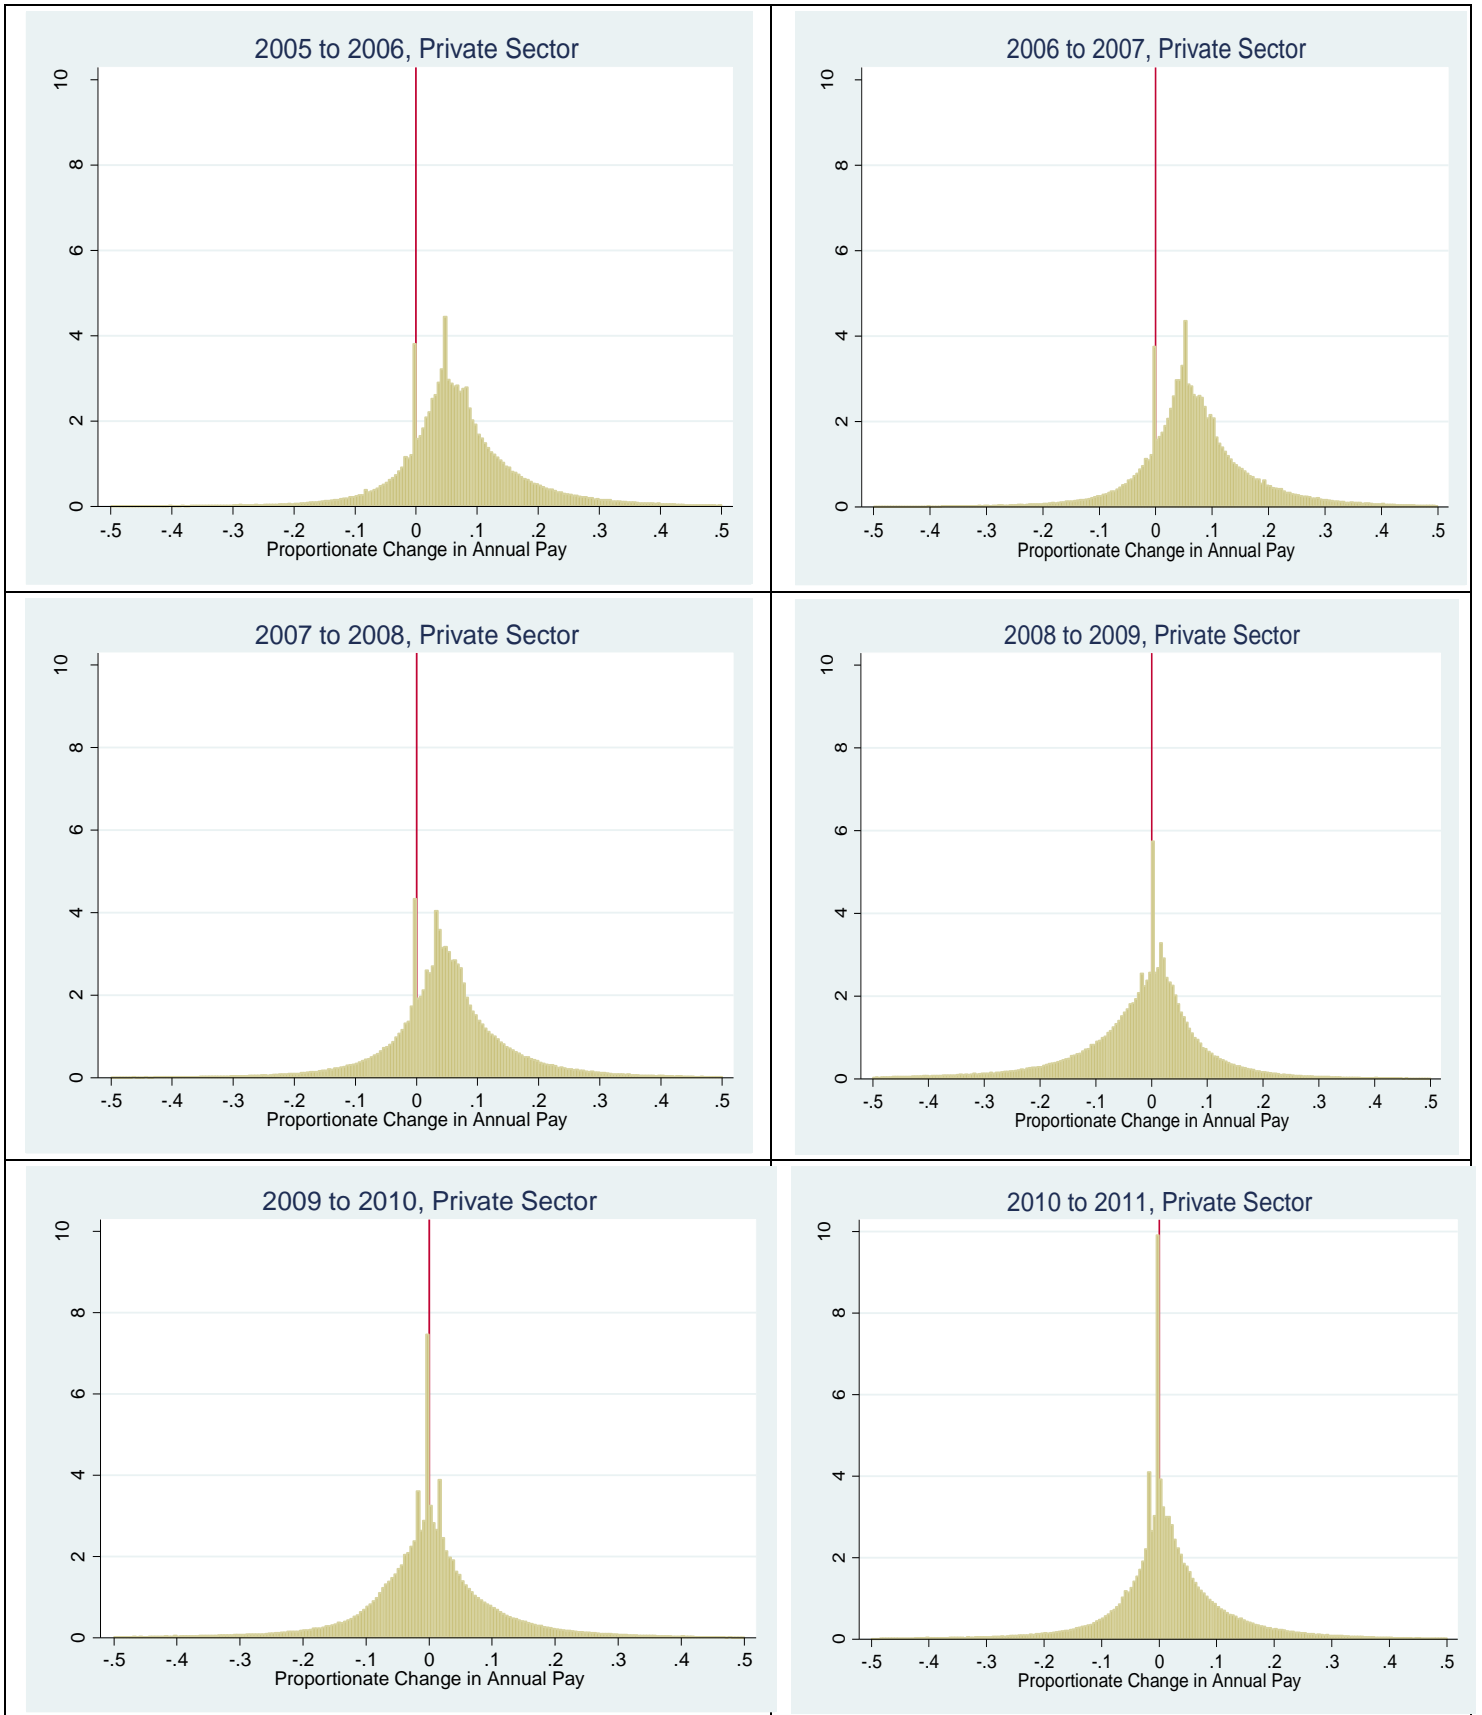 2005 to 2006, Private Sector
10
8
6
4
2
0
-.5 -.4 -.3 -.2 -.1 0 .1 .2 .3 .4 .5
Proportionate Change in Annual Pay
2006 to 2007, Private Sector
10
8
6
4
2
0
-.5 -.4 -.3 -.2 -.1 0 .1 .2 .3 .4 .5
Proportionate Change in Annual Pay
2007 to 2008, Private Sector
10
8
6
4
2
0
-.5 -.4 -.3 -.2 -.1 0 .1 .2 .3 .4 .5
Proportionate Change in Annual Pay
2008 to 2009, Private Sector
10
8
6
4
2
0
-.5 -.4 -.3 -.2 -.1 0 .1 .2 .3 .4 .5
Proportionate Change in Annual Pay
2009 to 2010, Private Sector
10
8
6
4
2
0
-.5 -.4 -.3 -.2 -.1 0 .1 .2 .3 .4 .5
Proportionate Change in Annual Pay
2010 to 2011, Private Sector
10
8
6
4
2
0
-.5 -.4 -.3 -.2 -.1 0 .1 .2 .3 .4 .5
Proportionate Change in Annual Pay